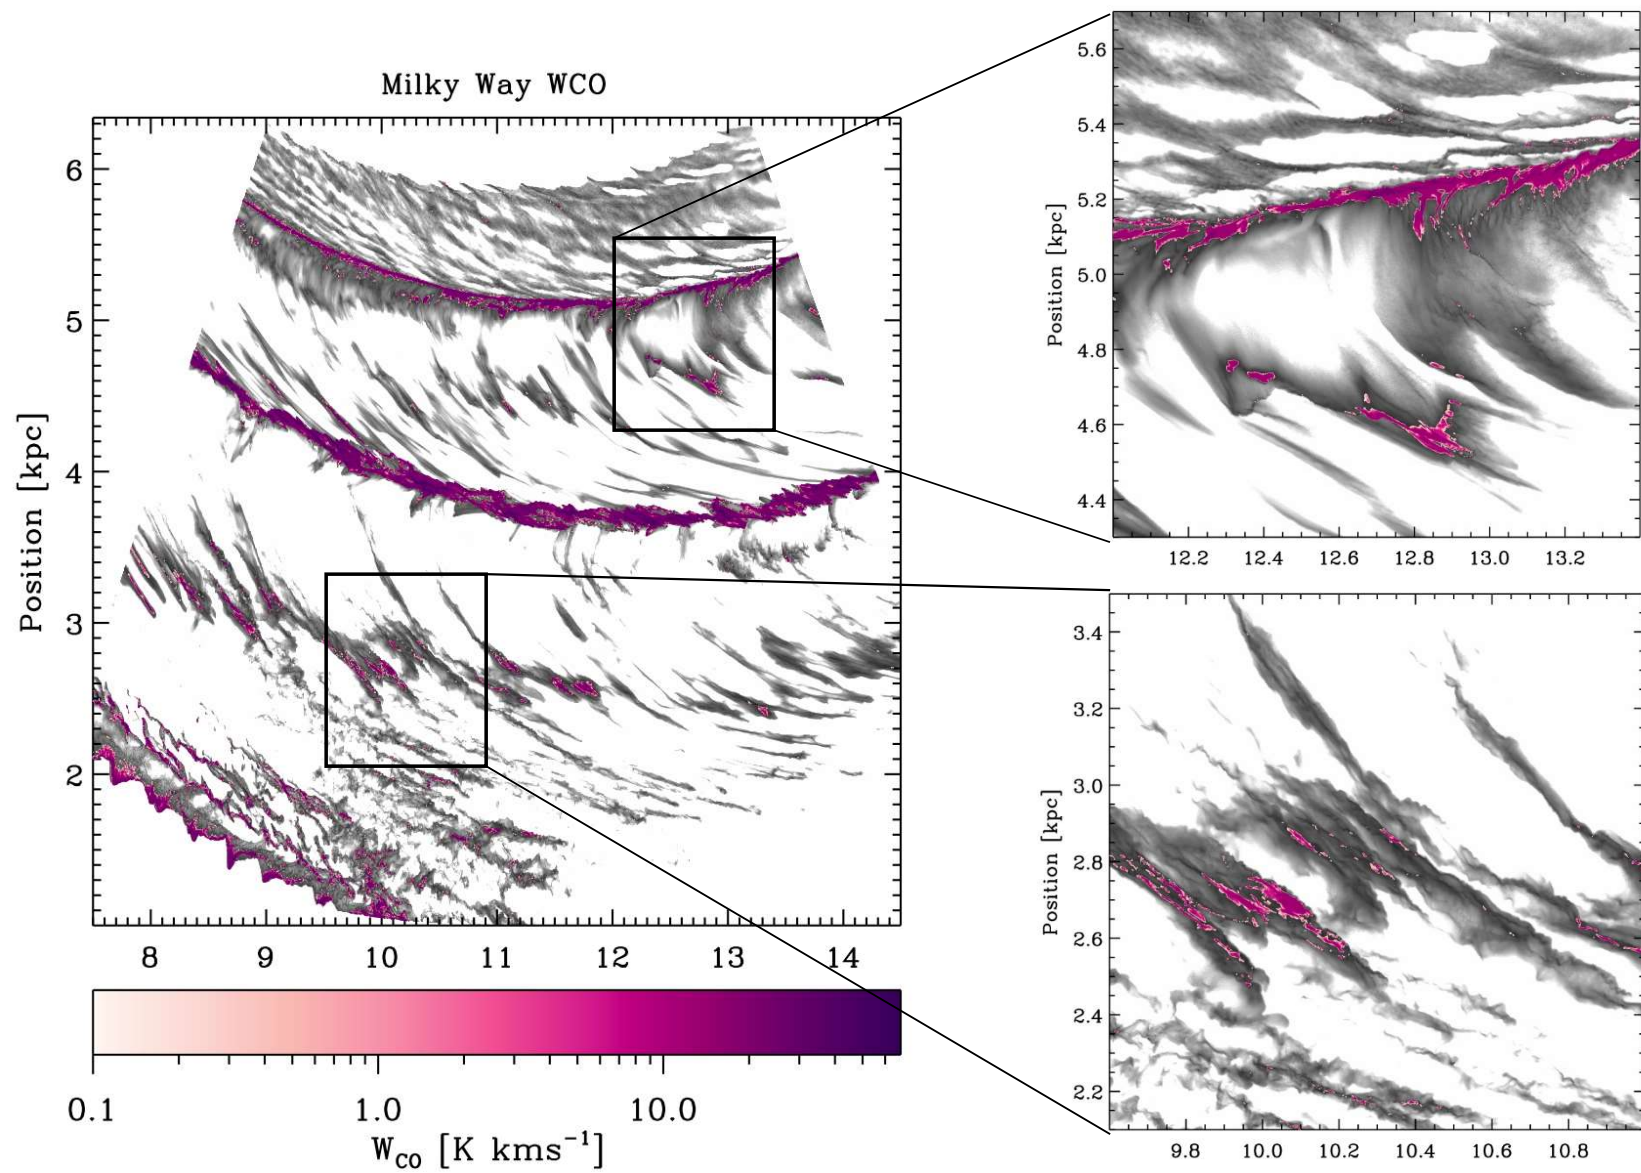 Milky Way WCO
Position [kpc]
6
5
4
3
2
8 9 10 11 12 13 14
0.1 1.0 10.0
W_CO [K kms⁻¹]
Position [kpc]
5.6
5.4
5.2
5.0
4.8
4.6
4.4
12.2 12.4 12.6 12.8 13.0 13.2
Position [kpc]
3.4
3.2
3.0
2.8
2.6
2.4
2.2
9.8 10.0 10.2 10.4 10.6 10.8